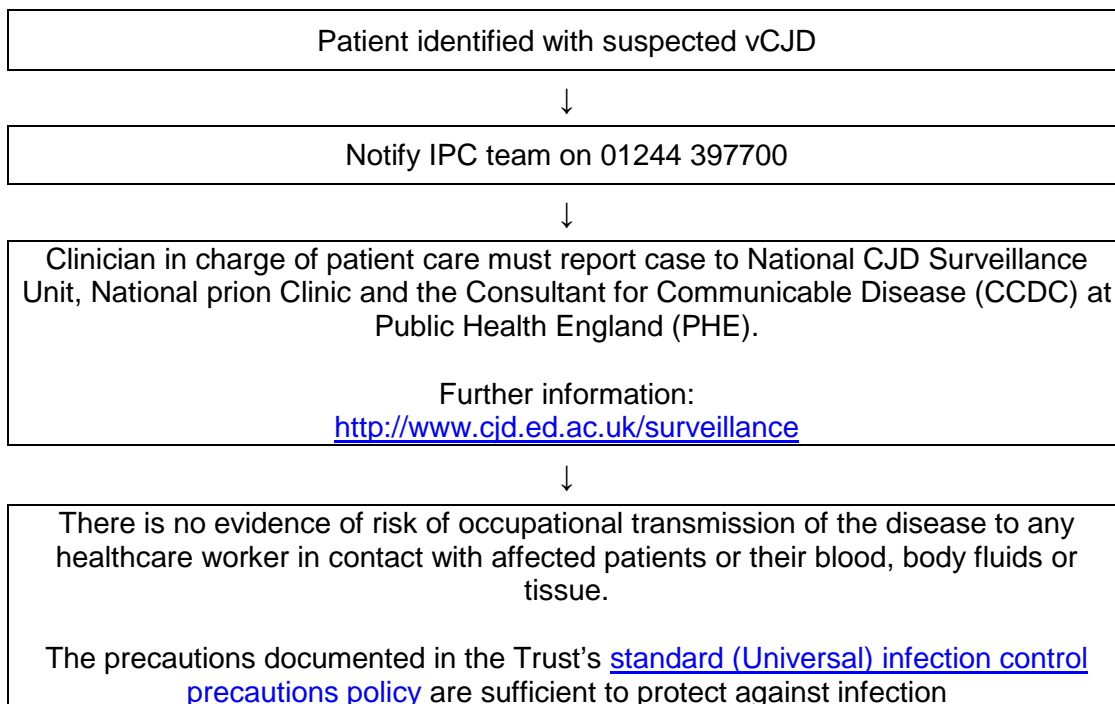 Patient identified with suspected vCJD
↓
Notify IPC team on 01244 397700
↓
Clinician in charge of patient care must report case to National CJD Surveillance
Unit, National prion Clinic and the Consultant for Communicable Disease (CCDC) at
Public Health England (PHE).
Further information:
http://www.cjd.ed.ac.uk/surveillance
↓
There is no evidence of risk of occupational transmission of the disease to any
healthcare worker in contact with affected patients or their blood, body fluids or
tissue.
The precautions documented in the Trust's standard (Universal) infection control
precautions policy are sufficient to protect against infection